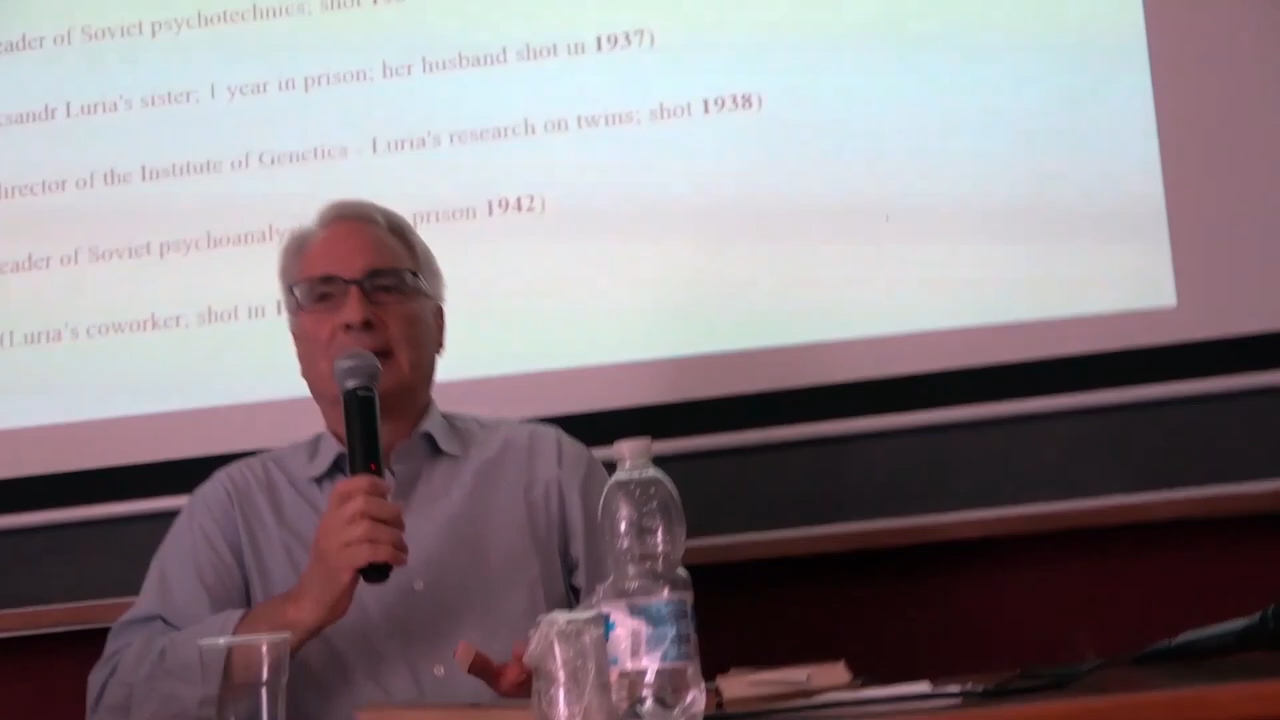 eader of Soviet psychotechnics; shot
ksandr Luria's sister; 1 year in prison; her husband shot in 1937)
director of the Institute of Genetics - Luria's research on twins; shot 1938)
eader of Soviet psychoanaly prison 1942)
(Luria's coworker, shot in 1